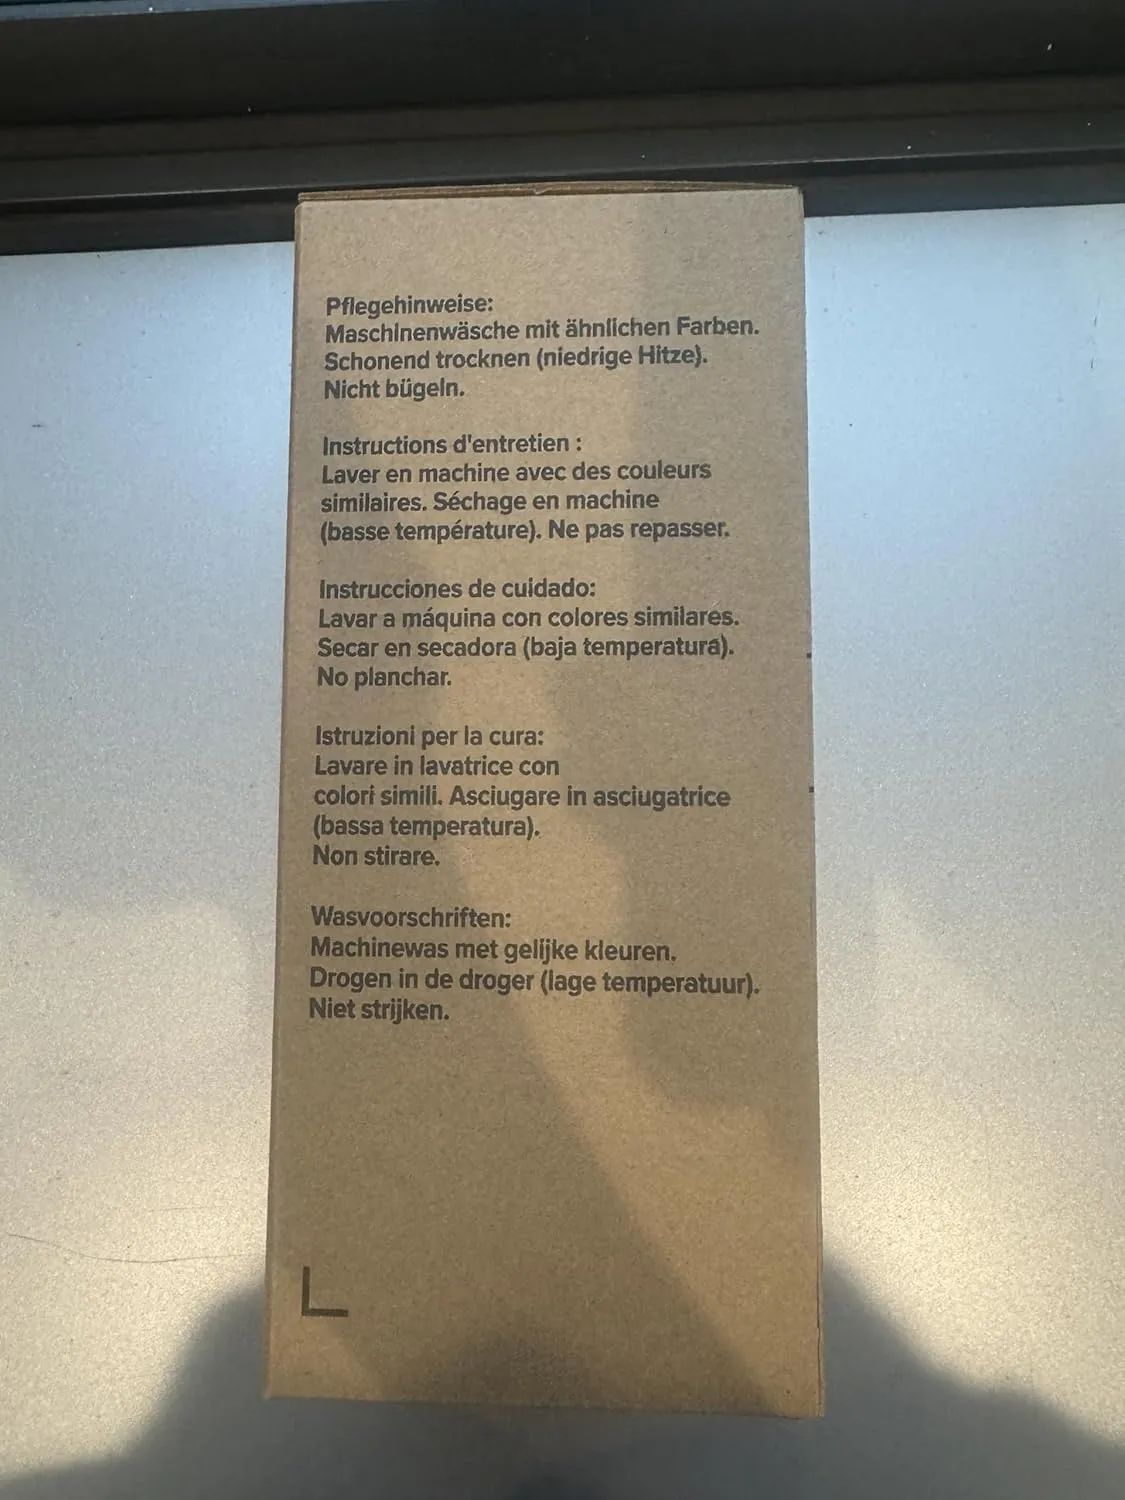 Pflegehinweise:
Maschinenwäsche mit ähnlichen Farben.
Schonend trocknen (niedrige Hitze).
Nicht bügeln.
Instructions d'entretien :
Laver en machine avec des couleurs
similaires. Séchage en machine
(basse température). Ne pas repasser.
Instrucciones de cuidado:
Lavar a máquina con colores similares.
Secar en secadora (baja temperatura).
No planchar.
Istruzioni per la cura:
Lavare in lavatrice con
colori simili. Asciugare in asciugatrice
(bassa temperatura).
Non stirare.
Wasvoorschriften:
Machinewas met gelijke kleuren.
Drogen in de droger (lage temperatuur).
Niet strijken.